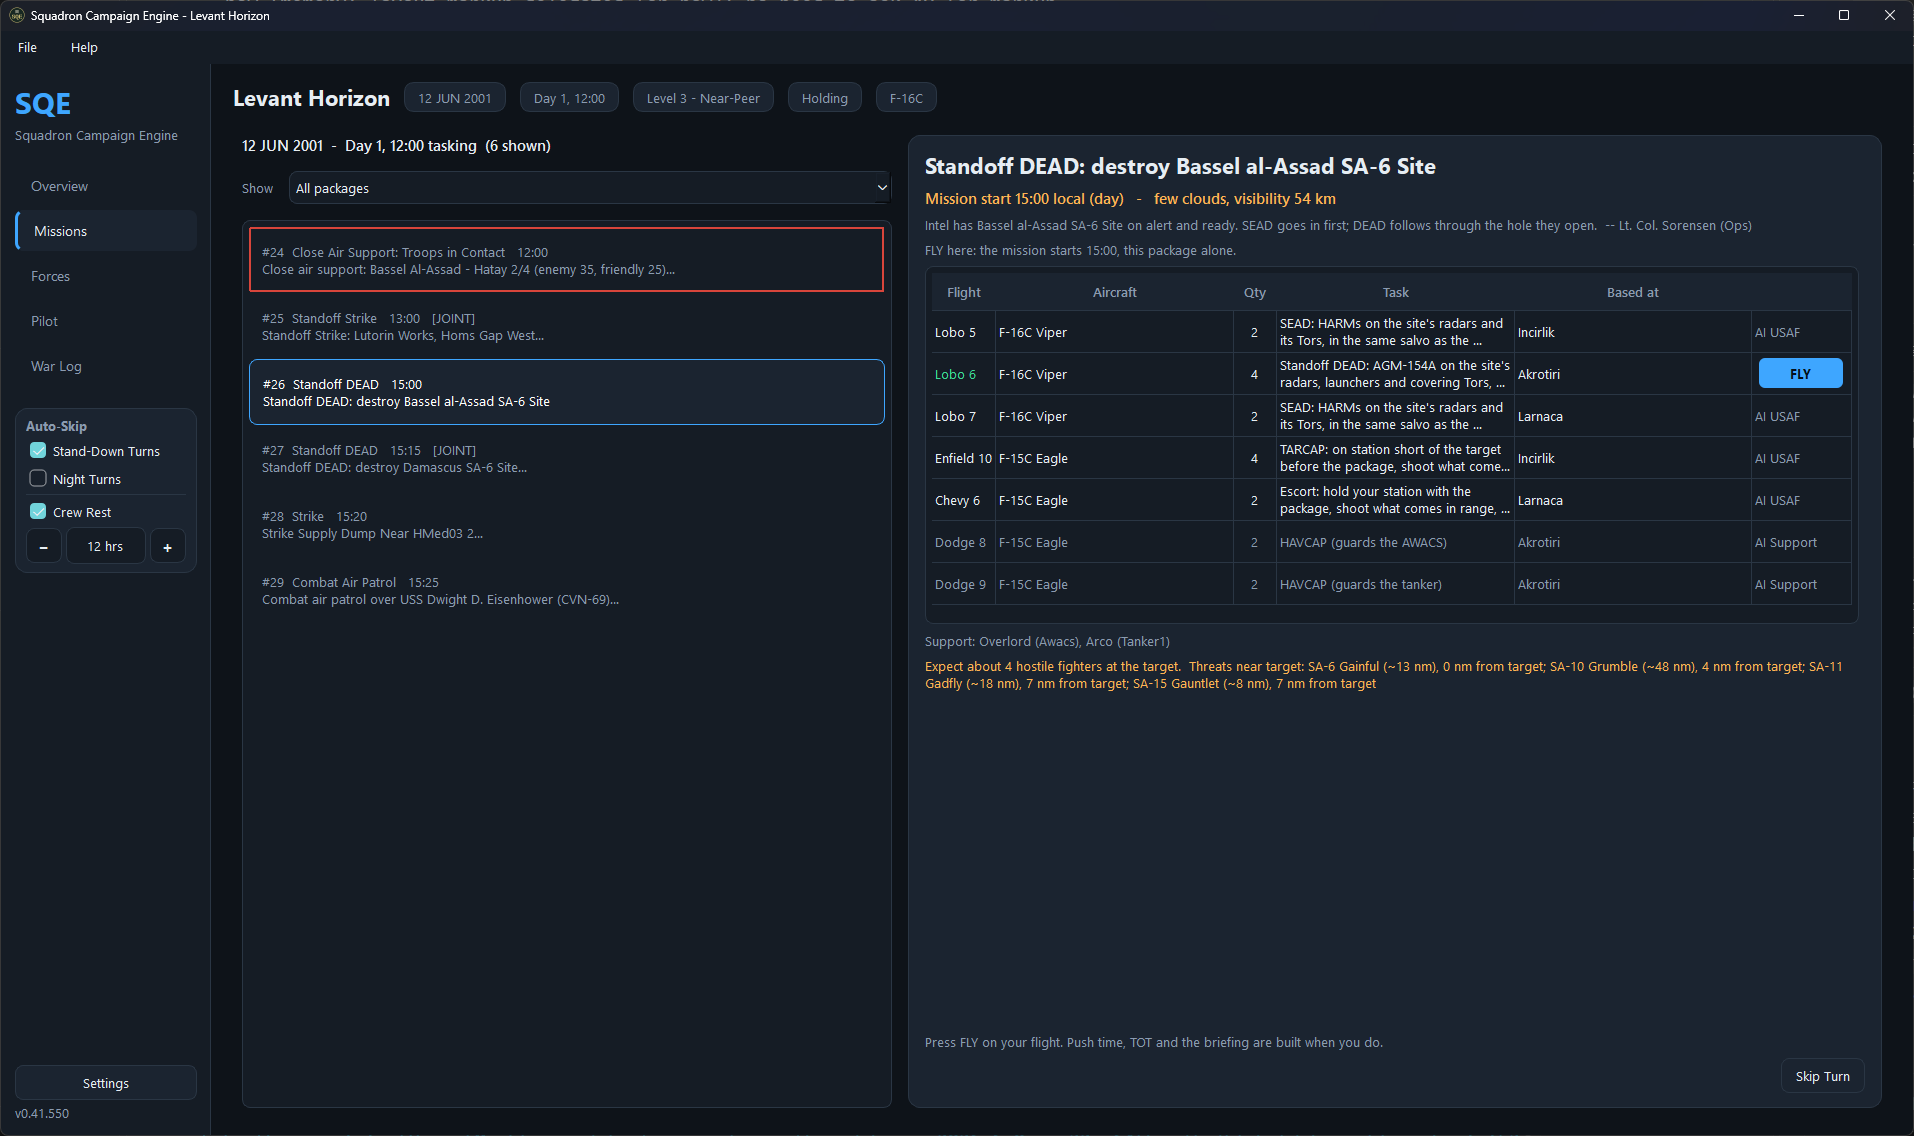 Squadron Campaign Engine - Levant Horizon
File Help
SQE
Squadron Campaign Engine
Overview
Missions
Forces
Pilot
War Log
Auto-Skip
Stand-Down Turns
Night Turns
Crew Rest
− 12 hrs +
Settings
v0.41.550
Levant Horizon 12 JUN 2001 Day 1, 12:00 Level 3 - Near-Peer Holding F-16C
12 JUN 2001 - Day 1, 12:00 tasking (6 shown)
Show All packages
#24 Close Air Support: Troops in Contact 12:00
Close air support: Bassel Al-Assad - Hatay 2/4 (enemy 35, friendly 25)...
#25 Standoff Strike 13:00 [JOINT]
Standoff Strike: Lutorin Works, Homs Gap West...
#26 Standoff DEAD 15:00
Standoff DEAD: destroy Bassel al-Assad SA-6 Site
#27 Standoff DEAD 15:15 [JOINT]
Standoff DEAD: destroy Damascus SA-6 Site...
#28 Strike 15:20
Strike Supply Dump Near HMed03 2...
#29 Combat Air Patrol 15:25
Combat air patrol over USS Dwight D. Eisenhower (CVN-69)...
Standoff DEAD: destroy Bassel al-Assad SA-6 Site
Mission start 15:00 local (day) - few clouds, visibility 54 km
Intel has Bassel al-Assad SA-6 Site on alert and ready. SEAD goes in first; DEAD follows through the hole they open. -- Lt. Col. Sorensen (Ops)
FLY here: the mission starts 15:00, this package alone.
Flight Aircraft Qty Task Based at
Lobo 5 F-16C Viper 2 SEAD: HARMs on the site's radars and its Tors, in the same salvo as the ... Incirlik AI USAF
Lobo 6 F-16C Viper 4 Standoff DEAD: AGM-154A on the site's radars, launchers and covering Tors, ... Akrotiri FLY
Lobo 7 F-16C Viper 2 SEAD: HARMs on the site's radars and its Tors, in the same salvo as the ... Larnaca AI USAF
Enfield 10 F-15C Eagle 4 TARCAP: on station short of the target before the package, shoot what come... Incirlik AI USAF
Chevy 6 F-15C Eagle 2 Escort: hold your station with the package, shoot what comes in range, ... Larnaca AI USAF
Dodge 8 F-15C Eagle 2 HAVCAP (guards the AWACS) Akrotiri AI Support
Dodge 9 F-15C Eagle 2 HAVCAP (guards the tanker) Akrotiri AI Support
Support: Overlord (Awacs), Arco (Tanker1)
Expect about 4 hostile fighters at the target. Threats near target: SA-6 Gainful (~13 nm), 0 nm from target; SA-10 Grumble (~48 nm), 4 nm from target; SA-11
Gadfly (~18 nm), 7 nm from target; SA-15 Gauntlet (~8 nm), 7 nm from target
Press FLY on your flight. Push time, TOT and the briefing are built when you do.
Skip Turn